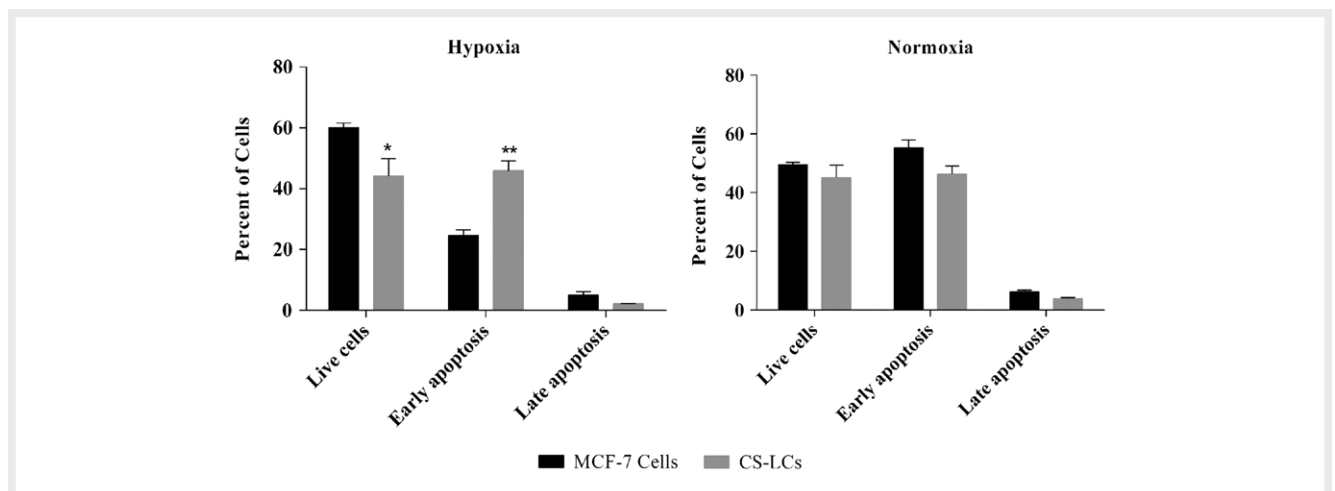 Hypoxia
80
60
40
20
0
Percent of Cells
*
**
Live cells
Early apoptosis
Late apoptosis
Normoxia
80
60
40
20
0
Percent of Cells
Live cells
Early apoptosis
Late apoptosis
MCF-7 Cells CS-LCs